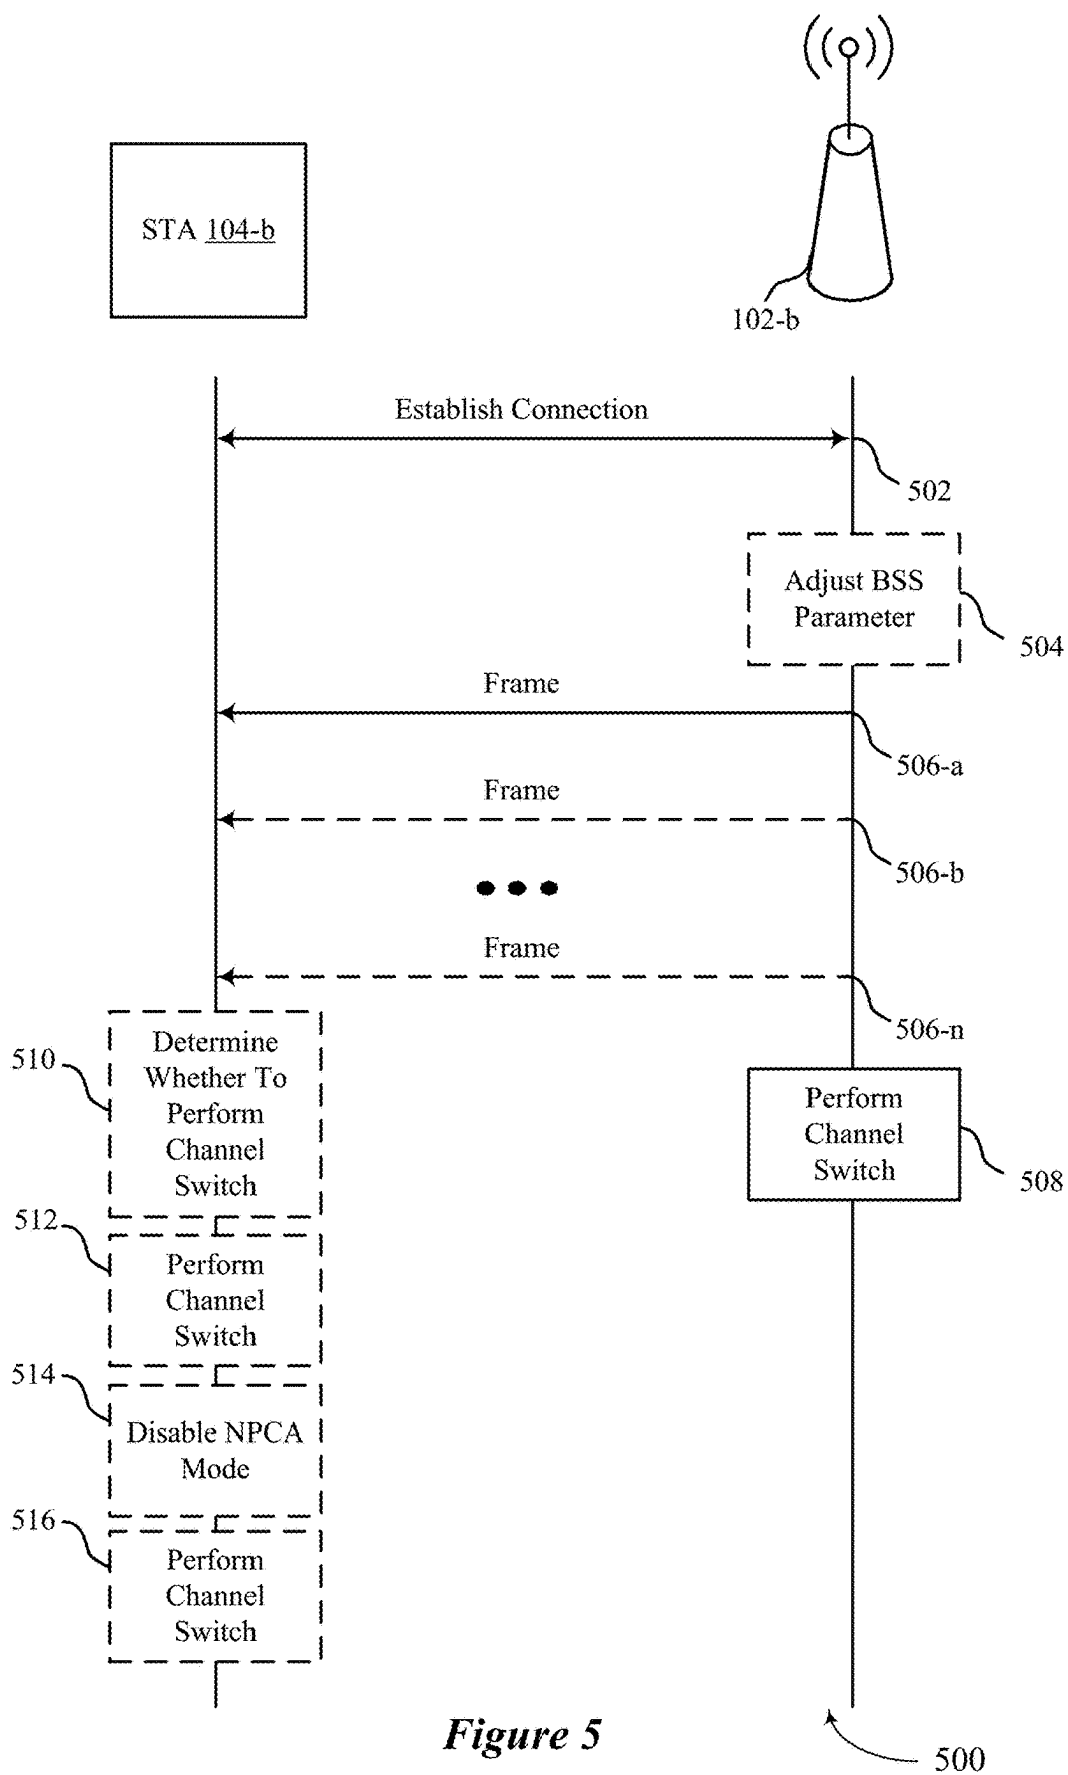 STA 104-b
102-b
Establish Connection
502
Adjust BSS
Parameter
504
Frame
506-a
Frame
506-b
Frame
506-n
510
Determine
Whether To
Perform
Channel
Switch
Perform
Channel
Switch
508
512
Perform
Channel
Switch
514
Disable NPCA
Mode
516
Perform
Channel
Switch
Figure 5
500